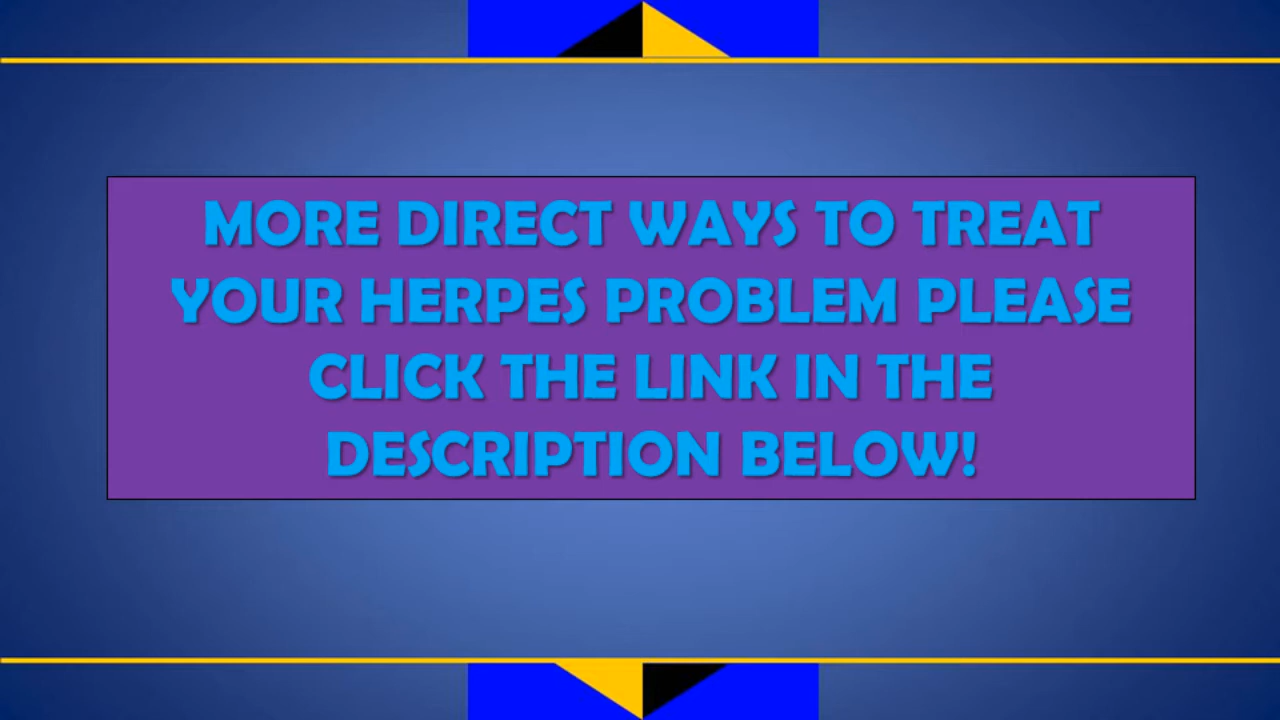 MORE DIRECT WAYS TO TREAT
YOUR HERPES PROBLEM PLEASE
CLICK THE LINK IN THE
DESCRIPTION BELOW!